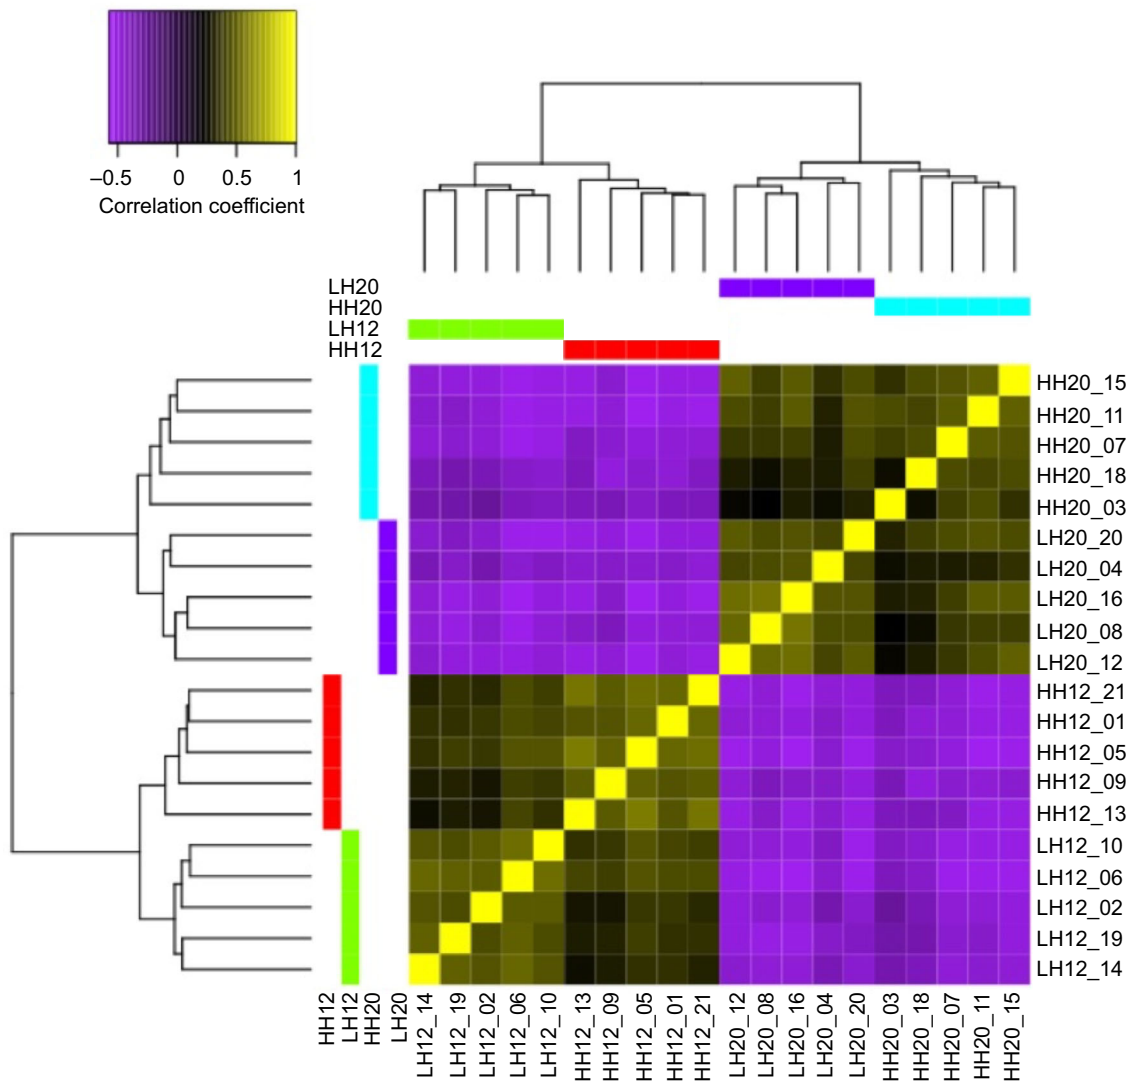 –0.5 0 0.5 1
Correlation coefficient
LH20
HH20
LH12
HH12
HH20_15
HH20_11
HH20_07
HH20_18
HH20_03
LH20_20
LH20_04
LH20_16
LH20_08
LH20_12
HH12_21
HH12_01
HH12_05
HH12_09
HH12_13
LH12_10
LH12_06
LH12_02
LH12_19
LH12_14
HH12
LH12
HH20
LH20
LH12_14
LH12_19
LH12_02
LH12_06
LH12_10
HH12_13
HH12_09
HH12_05
HH12_01
HH12_21
LH20_12
LH20_08
LH20_16
LH20_04
LH20_20
HH20_03
HH20_18
HH20_07
HH20_11
HH20_15